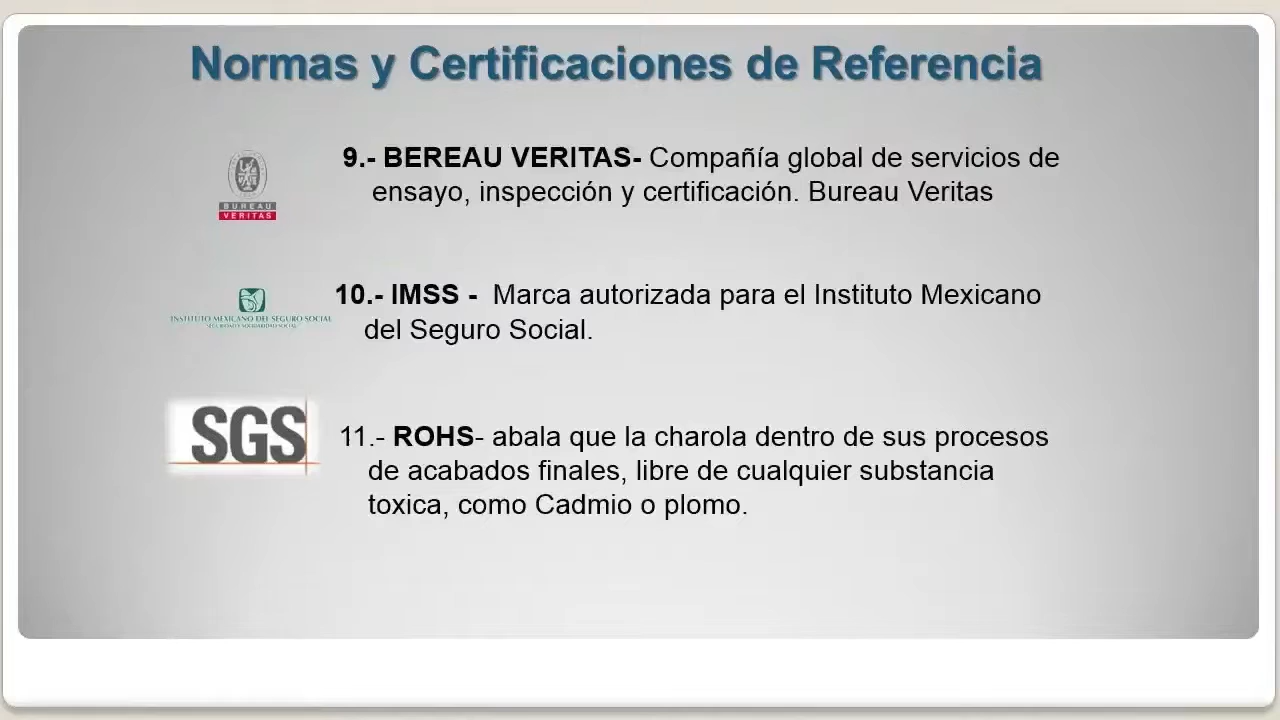 Normas y Certificaciones de Referencia
9.- BEREAU VERITAS- Compañía global de servicios de
ensayo, inspección y certificación. Bureau Veritas
BUREAU
VERITAS
10.- IMSS - Marca autorizada para el Instituto Mexicano
del Seguro Social.
INSTITUTO MEXICANO DEL SEGURO SOCIAL
SEGURIDAD Y SOLIDARIDAD SOCIAL
SGS
11.- ROHS- abala que la charola dentro de sus procesos
de acabados finales, libre de cualquier substancia
toxica, como Cadmio o plomo.